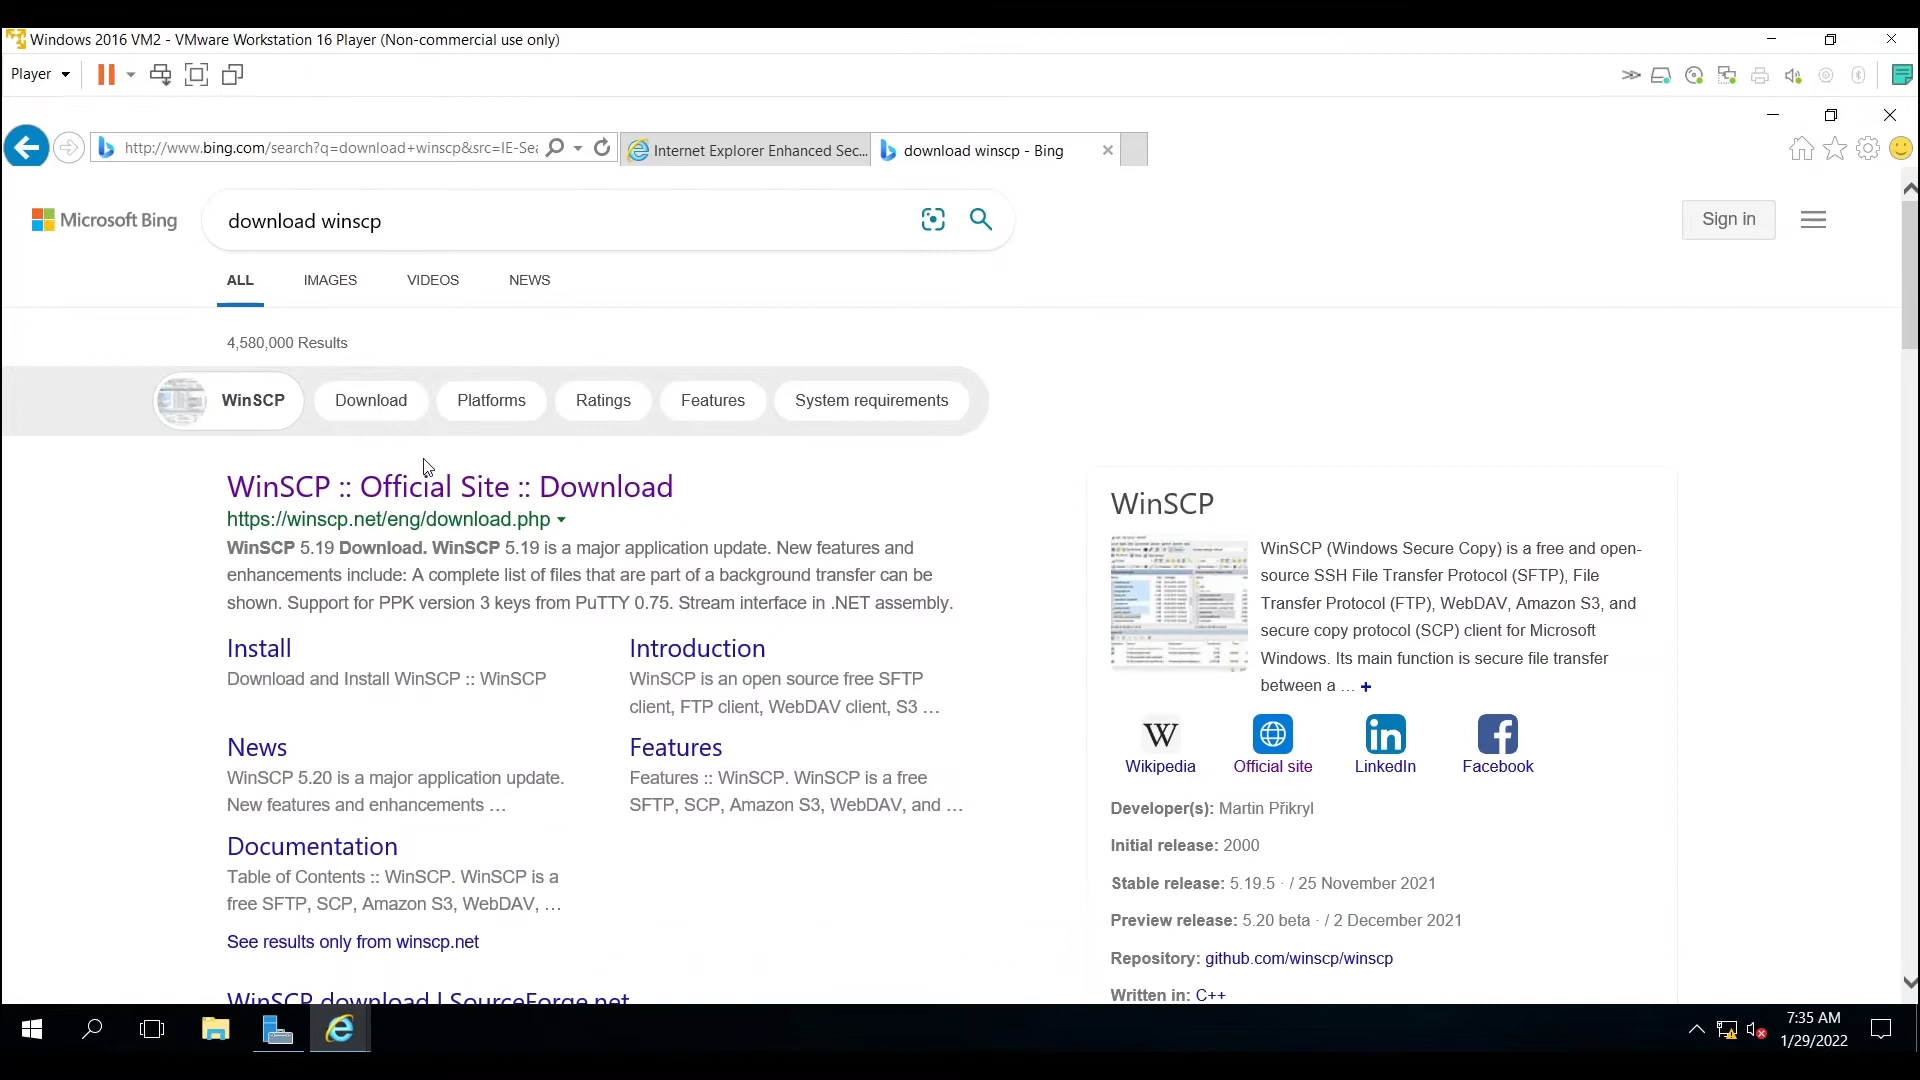 Windows 2016 VM2 - VMware Workstation 16 Player (Non-commercial use only)
Player
http://www.bing.com/search?q=download+winscp&src=IE-Sea
Internet Explorer Enhanced Sec...
download winscp - Bing
Microsoft Bing
download winscp
Sign in
ALL
IMAGES
VIDEOS
NEWS
4,580,000 Results
WinSCP
Download
Platforms
Ratings
Features
System requirements
WinSCP :: Official Site :: Download
https://winscp.net/eng/download.php
WinSCP 5.19 Download. WinSCP 5.19 is a major application update. New features and
enhancements include: A complete list of files that are part of a background transfer can be
shown. Support for PPK version 3 keys from PuTTY 0.75. Stream interface in .NET assembly.
Install
Download and Install WinSCP :: WinSCP
Introduction
WinSCP is an open source free SFTP
client, FTP client, WebDAV client, S3 …
News
WinSCP 5.20 is a major application update.
New features and enhancements …
Features
Features :: WinSCP. WinSCP is a free
SFTP, SCP, Amazon S3, WebDAV, and …
Documentation
Table of Contents :: WinSCP. WinSCP is a
free SFTP, SCP, Amazon S3, WebDAV, …
See results only from winscp.net
WinSCP download | SourceForge.net
WinSCP
WinSCP (Windows Secure Copy) is a free and open-
source SSH File Transfer Protocol (SFTP), File
Transfer Protocol (FTP), WebDAV, Amazon S3, and
secure copy protocol (SCP) client for Microsoft
Windows. Its main function is secure file transfer
between a … +
Wikipedia
Official site
LinkedIn
Facebook
Developer(s): Martin Přikryl
Initial release: 2000
Stable release: 5.19.5 · / 25 November 2021
Preview release: 5.20 beta · / 2 December 2021
Repository: github.com/winscp/winscp
Written in: C++
7:35 AM
1/29/2022